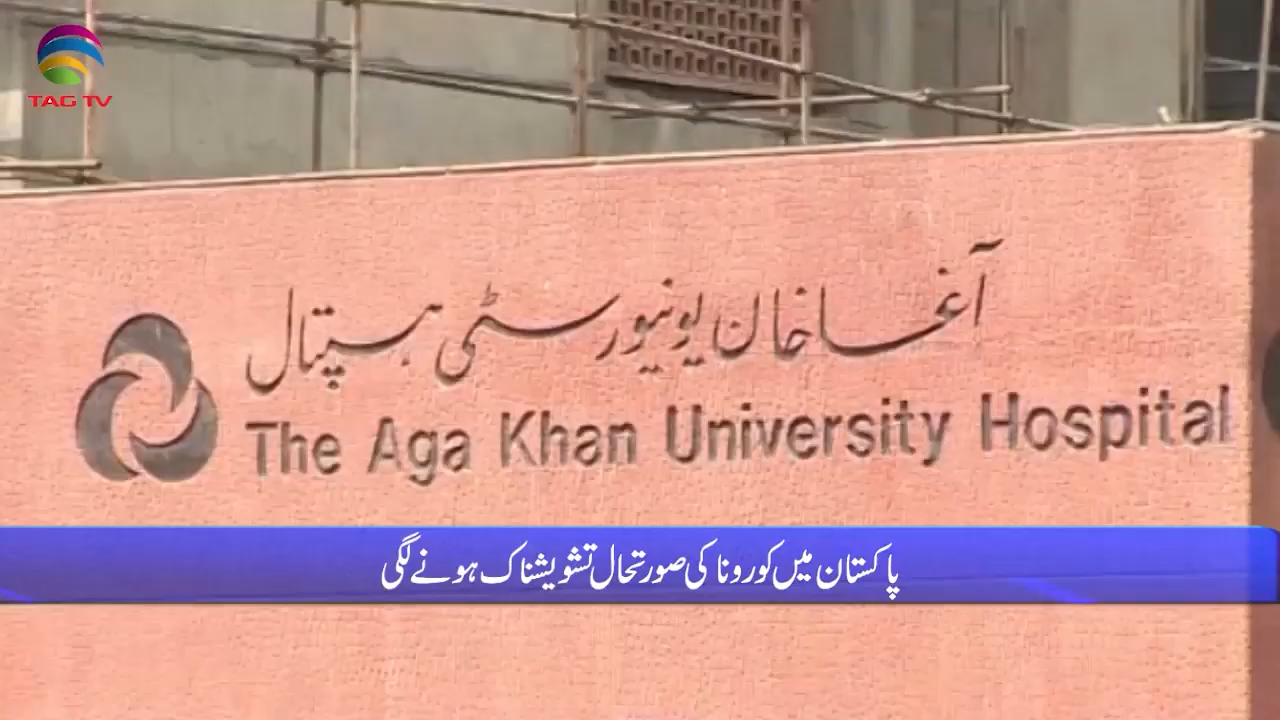 TAG TV
آغا خان یونیورسٹی ہسپتال
The Aga Khan University Hospital
پاکستان میں کورونا کی صورتحال تشویشناک ہونے لگی